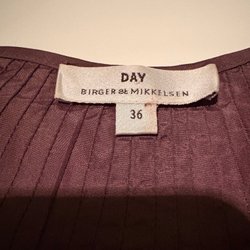 DAY
BIRGER et MIKKELSEN
36